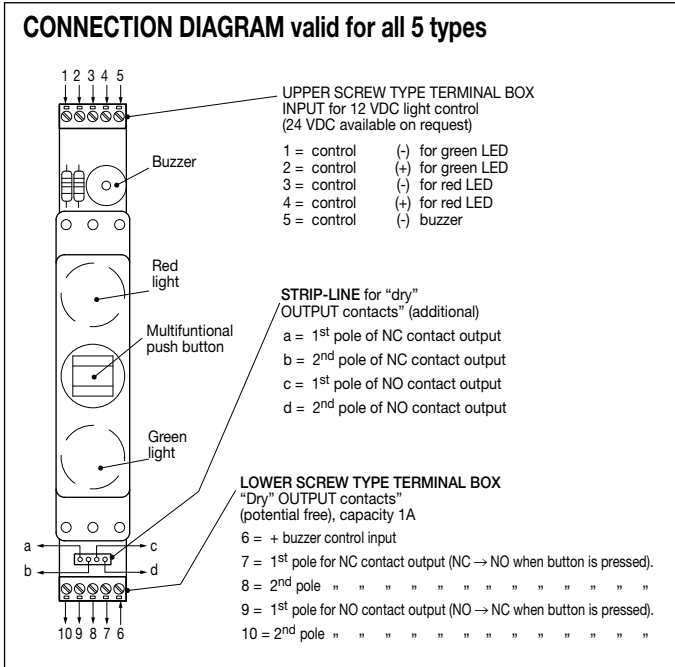 CONNECTION DIAGRAM valid for all 5 types
1 2 3 4 5
UPPER SCREW TYPE TERMINAL BOX
INPUT for 12 VDC light control
(24 VDC available on request)
1 = control (-) for green LED
2 = control (+) for green LED
3 = control (-) for red LED
4 = control (+) for red LED
5 = control (-) buzzer
Buzzer
Red
light
Multifuntional
push button
Green
light
STRIP-LINE for “dry”
OUTPUT contacts” (additional)
a = 1st pole of NC contact output
b = 2nd pole of NC contact output
c = 1st pole of NO contact output
d = 2nd pole of NO contact output
LOWER SCREW TYPE TERMINAL BOX
“Dry” OUTPUT contacts”
(potential free), capacity 1A
6 = + buzzer control input
7 = 1st pole for NC contact output (NC → NO when button is pressed).
8 = 2nd pole „ „ „ „ „ „ „ „ „ „ „ „ „ „ „
9 = 1st pole for NO contact output (NO → NC when button is pressed).
10 = 2nd pole „ „ „ „ „ „ „ „ „ „ „ „ „ „ „
a c
b d
10 9 8 7 6